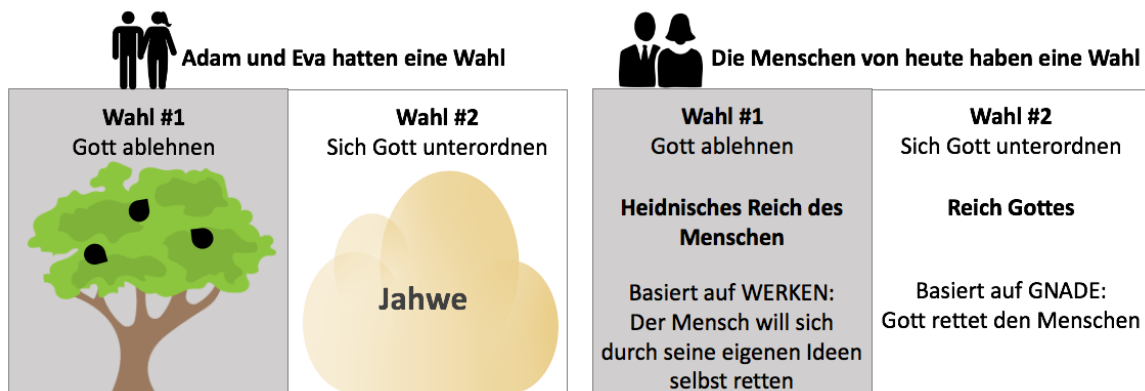 Adam und Eva hatten eine Wahl
Wahl #1
Gott ablehnen
Wahl #2
Sich Gott unterordnen
Jahwe
Die Menschen von heute haben eine Wahl
Wahl #1
Gott ablehnen
Heidnisches Reich des
Menschen
Basiert auf WERKEN:
Der Mensch will sich
durch seine eigenen Ideen
selbst retten
Wahl #2
Sich Gott unterordnen
Reich Gottes
Basiert auf GNADE:
Gott rettet den Menschen